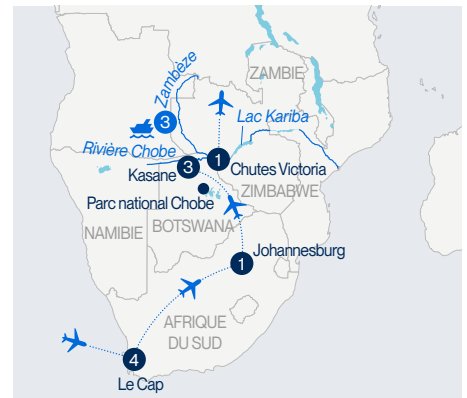 ZAMBIE
Zambèze
3
Lac Kariba
Rivière Chobe
3
1
Kasane
Chutes Victoria
ZIMBABWE
Parc national Chobe
NAMIBIE
BOTSWANA
Johannesburg
1
AFRIQUE
DU SUD
4
Le Cap